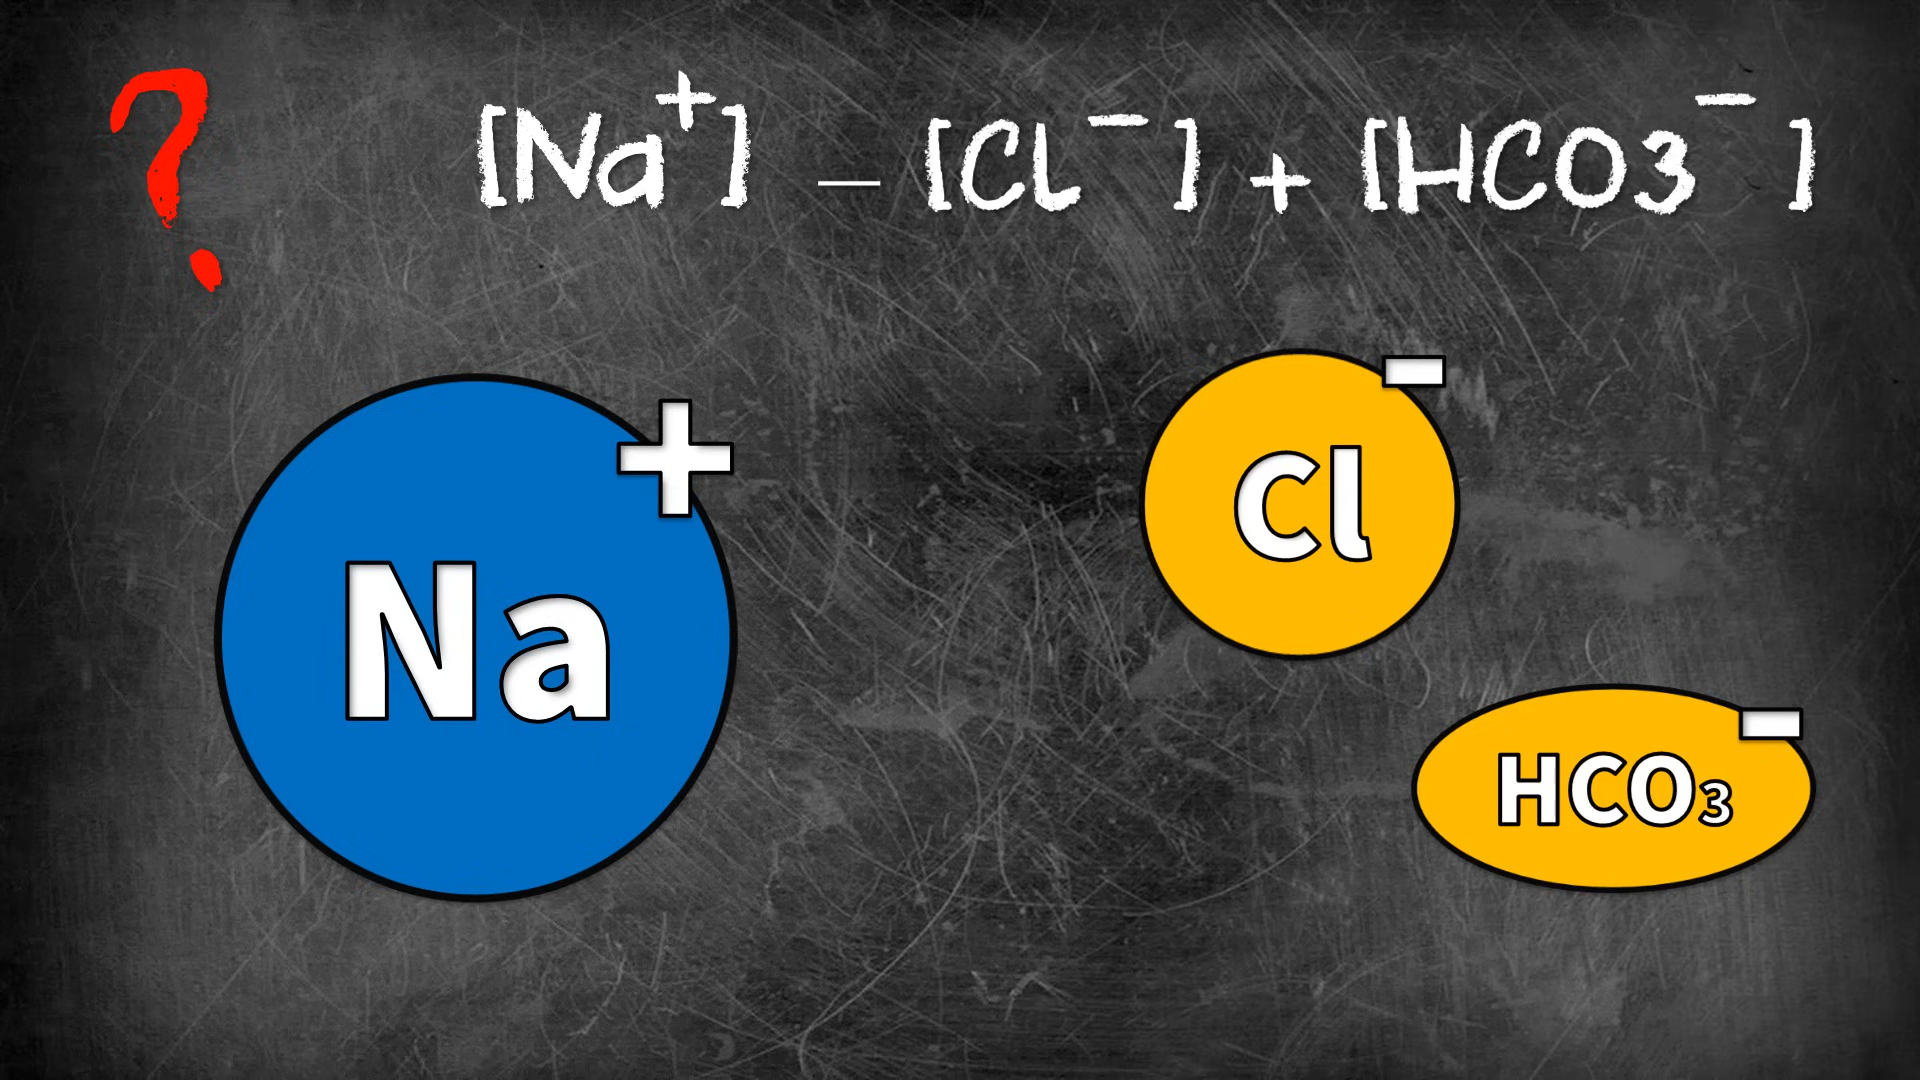 ? [Na⁺] – [Cl⁻] + [HCO3⁻]
Na⁺
Cl⁻
HCO₃⁻